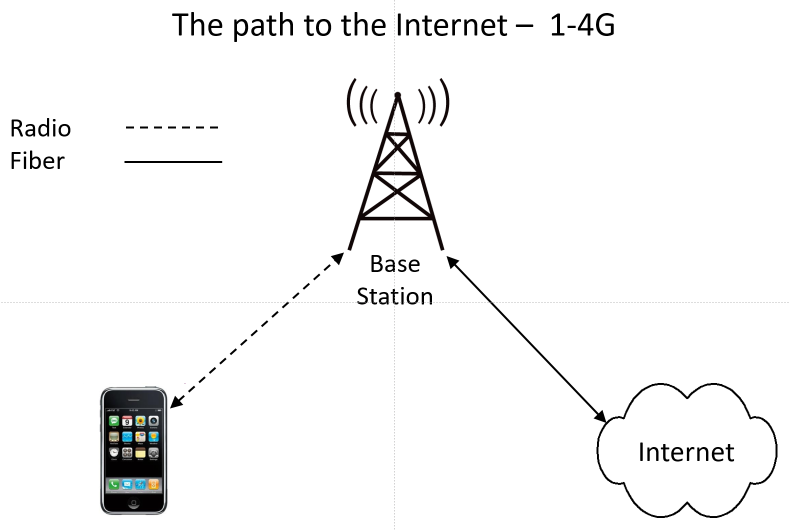 The path to the Internet – 1-4G
Radio
Fiber
Base
Station
Internet